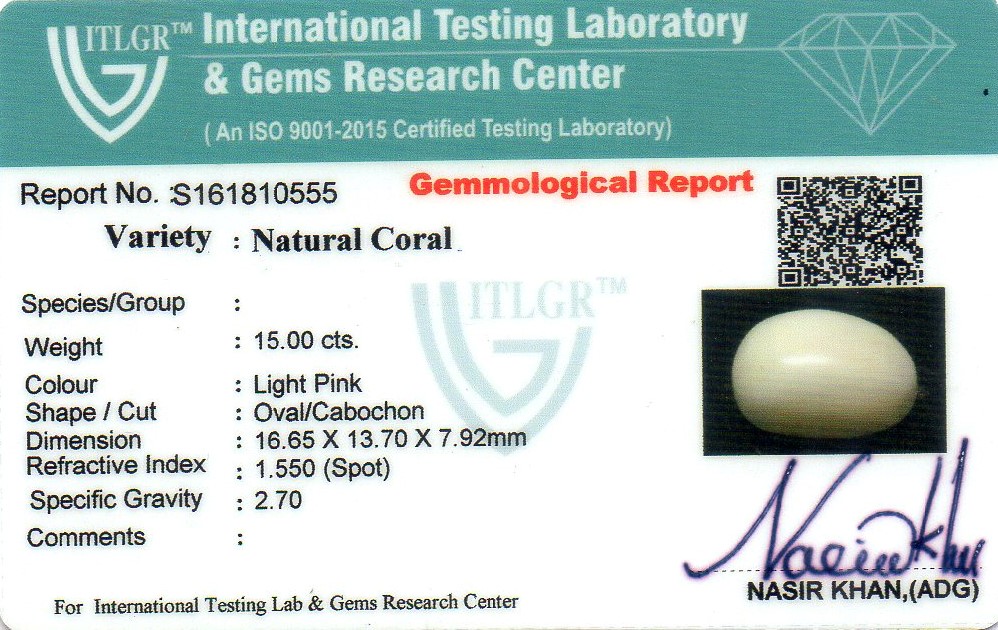 ITLGR™ International Testing Laboratory
& Gems Research Center
( An ISO 9001-2015 Certified Testing Laboratory)
Report No. :S161810555
Gemmological Report
Variety : Natural Coral
ITLGR™
Species/Group :
Weight : 15.00 cts.
Colour : Light Pink
Shape / Cut : Oval/Cabochon
Dimension : 16.65 X 13.70 X 7.92mm
Refractive Index : 1.550 (Spot)
Specific Gravity : 2.70
Comments :
Nasir Khan
NASIR KHAN,(ADG)
For International Testing Lab & Gems Research Center